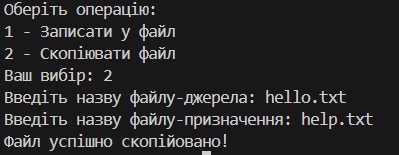 Оберіть операцію:
1 - Записати у файл
2 - Скопіювати файл
Ваш вибір: 2
Введіть назву файлу-джерела: hello.txt
Введіть назву файлу-призначення: help.txt
Файл успішно скопійовано!